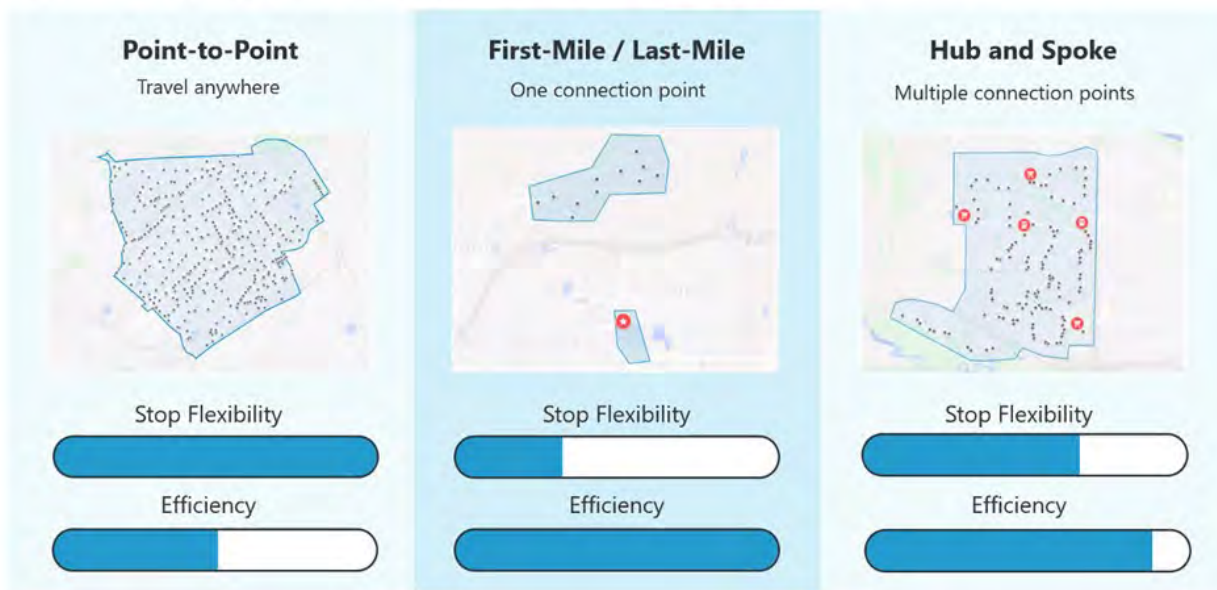 Point-to-Point
Travel anywhere
Stop Flexibility
Efficiency
First-Mile / Last-Mile
One connection point
Stop Flexibility
Efficiency
Hub and Spoke
Multiple connection points
Stop Flexibility
Efficiency